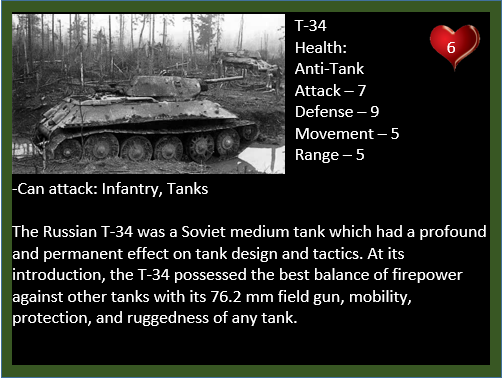 T-34
Health:
6
Anti-Tank
Attack – 7
Defense – 9
Movement – 5
Range – 5
-Can attack: Infantry, Tanks
The Russian T-34 was a Soviet medium tank which had a profound
and permanent effect on tank design and tactics. At its
introduction, the T-34 possessed the best balance of firepower
against other tanks with its 76.2 mm field gun, mobility,
protection, and ruggedness of any tank.